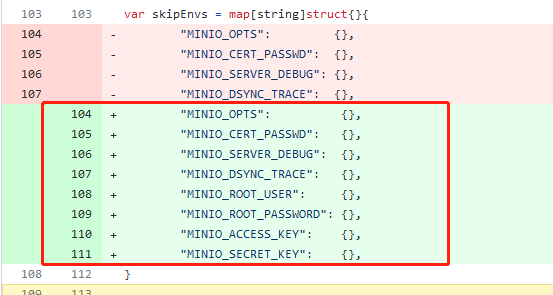 103 103 var skipEnvs = map[string]struct{}{
104 - "MINIO_OPTS": {},
105 - "MINIO_CERT_PASSWD": {},
106 - "MINIO_SERVER_DEBUG": {},
107 - "MINIO_DSYNC_TRACE": {},
104 + "MINIO_OPTS": {},
105 + "MINIO_CERT_PASSWD": {},
106 + "MINIO_SERVER_DEBUG": {},
107 + "MINIO_DSYNC_TRACE": {},
108 + "MINIO_ROOT_USER": {},
109 + "MINIO_ROOT_PASSWORD": {},
110 + "MINIO_ACCESS_KEY": {},
111 + "MINIO_SECRET_KEY": {},
108 112 }
109 113